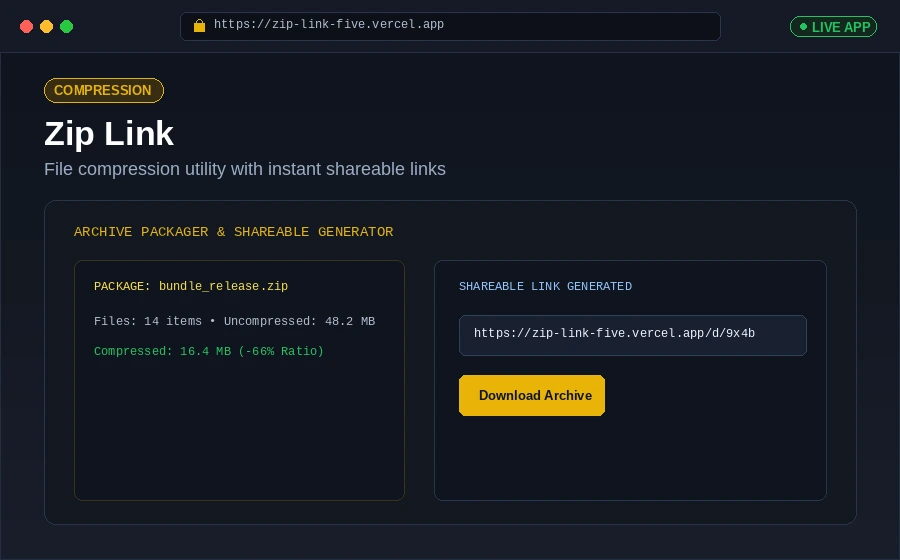 https://zip-link-five.vercel.app
LIVE APP
COMPRESSION
Zip Link
File compression utility with instant shareable links
ARCHIVE PACKAGER & SHAREABLE GENERATOR
PACKAGE: bundle_release.zip
Files: 14 items • Uncompressed: 48.2 MB
Compressed: 16.4 MB (-66% Ratio)
SHAREABLE LINK GENERATED
https://zip-link-five.vercel.app/d/9x4b
Download Archive